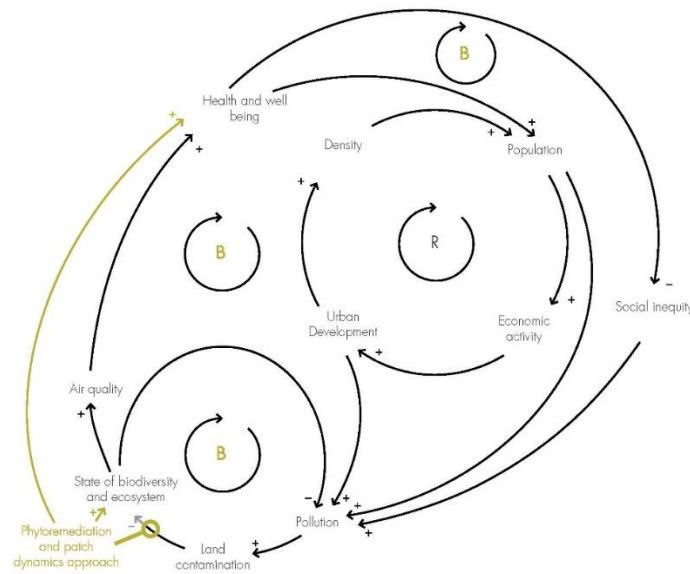 B
+
Health and well
being
+
+
+
+
Density
Population
+
B
R
-
Social inequity
Urban
Development
Economic
activity
+
+
Air quality
+
B
State of biodiversity
and ecosystem
+
-
-
+
+
Pollution
+
+
Phytoremediation
and patch
dynamics approach
Land
contamination